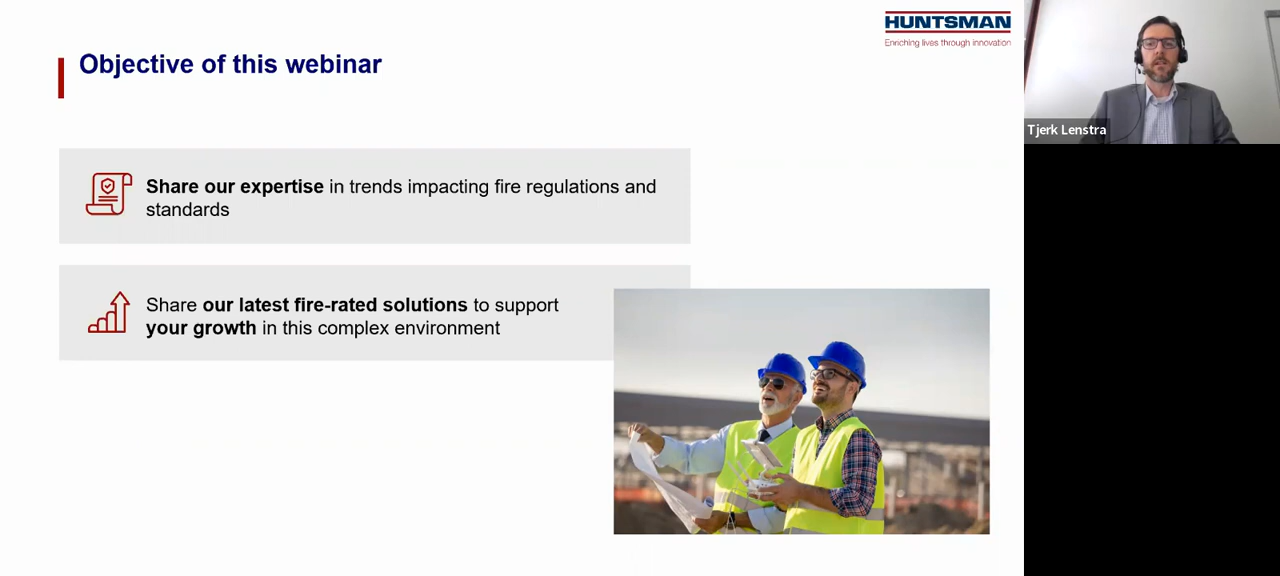 HUNTSMAN
Enriching lives through innovation
Objective of this webinar
Share our expertise in trends impacting fire regulations and
standards
Share our latest fire-rated solutions to support
your growth in this complex environment
Tjerk Lenstra